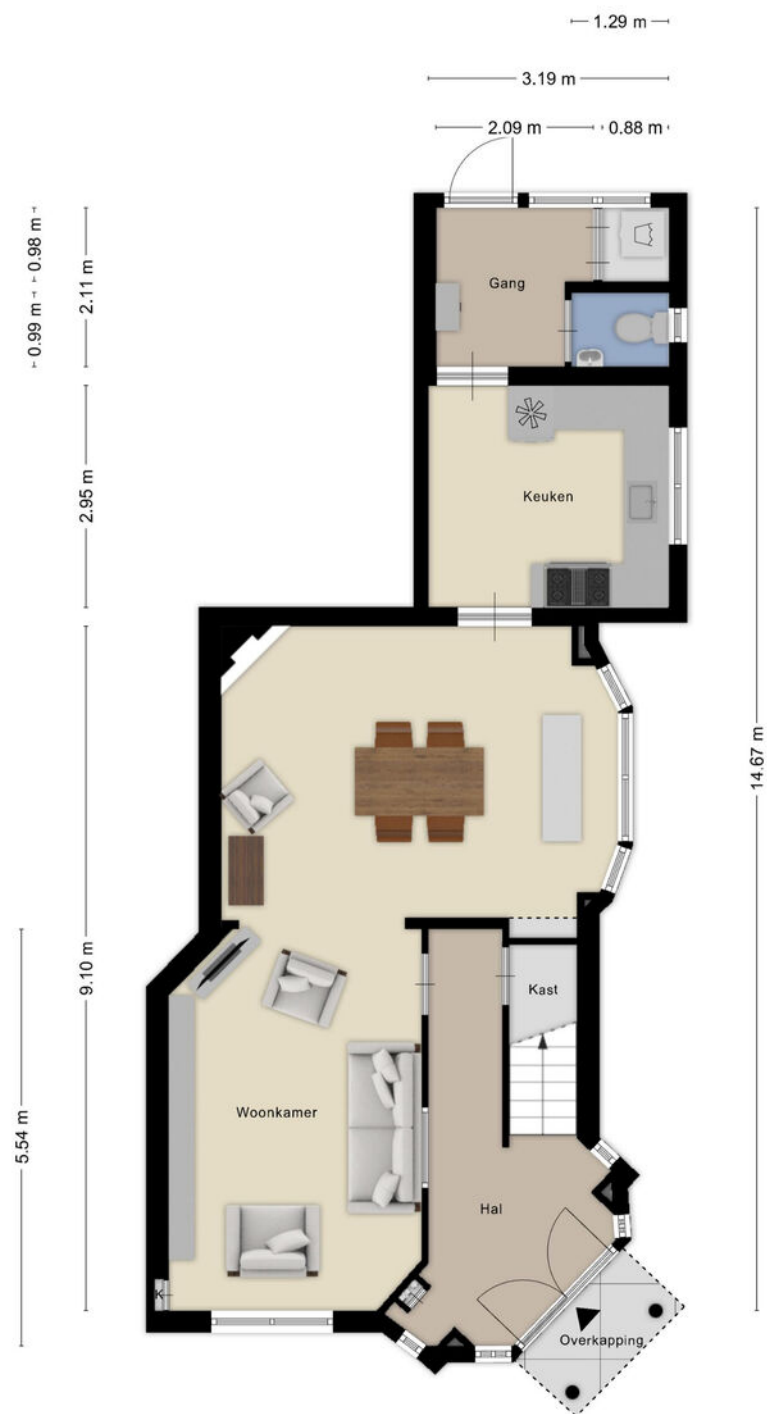 1.29 m
3.19 m
2.09 m
0.88 m
0.98 m
0.99 m
2.11 m
Gang
2.95 m
Keuken
14.67 m
9.10 m
Kast
5.54 m
Woonkamer
Hal
K
Overkapping